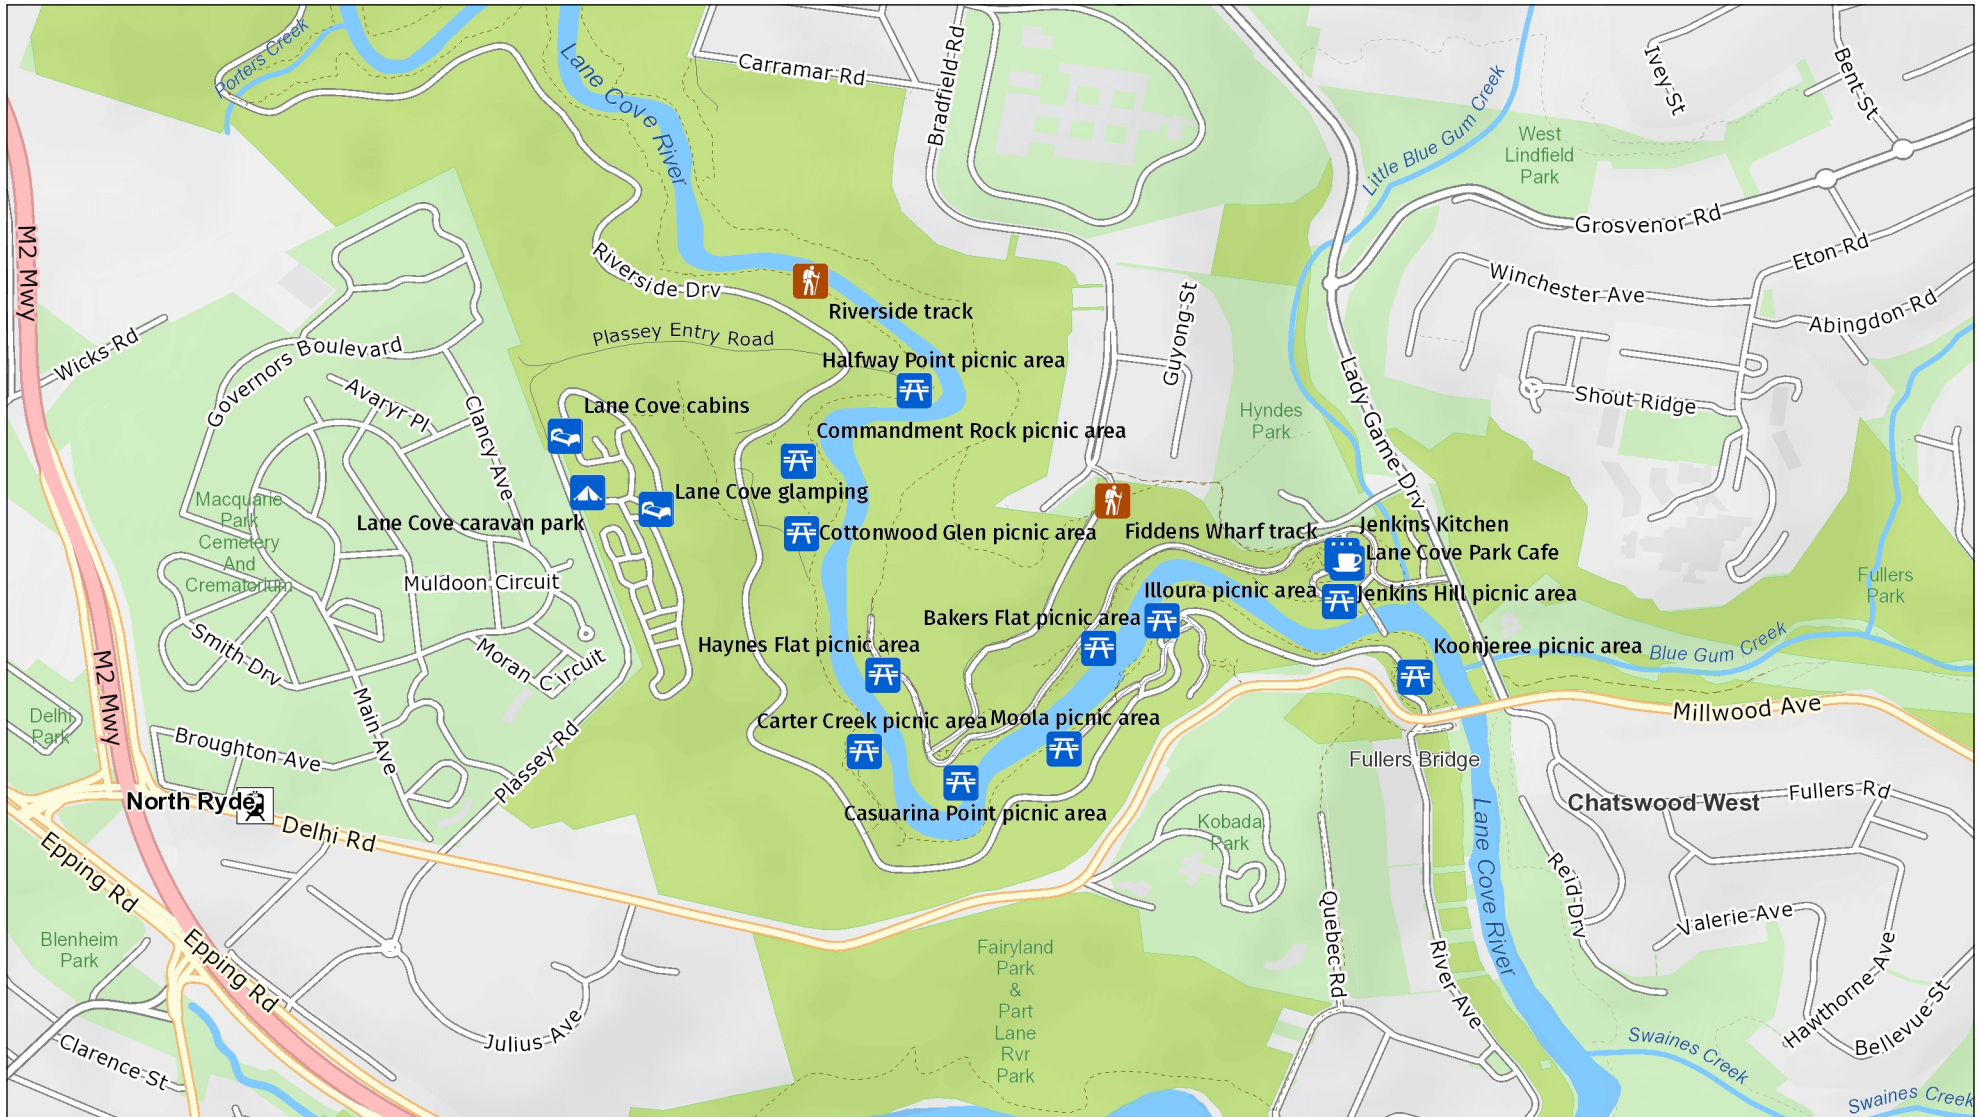 Porters Creek
Lane Cove River
Carramar Rd
Bradfield Rd
Ivey St
Bent St
Little Blue Gum Creek
West
Lindfield
Park
Grosvenor Rd
M2 Mwy
Riverside Drv
Eton Rd
Winchester Ave
Abingdon Rd
Riverside track
Wicks Rd
Governors Boulevard
Plassey Entry Road
Guyong St
Lady Game Drv
Halfway Point picnic area
Avaryr Pl
Clancy Ave
Lane Cove cabins
Shout Ridge
Hyndes
Park
Commandment Rock picnic area
Macquarie
Park
Cemetery
And
Crematorium
Lane Cove glamping
Lane Cove caravan park
Cottonwood Glen picnic area
Fiddens Wharf track
Jenkins Kitchen
Lane Cove Park Cafe
Muldoon Circuit
Illoura picnic area
Jenkins Hill picnic area
Fullers
Park
Bakers Flat picnic area
Haynes Flat picnic area
Koonjeree picnic area
Blue Gum Creek
Smith Drv
Moran Circuit
M2 Mwy
Main Ave
Delhi
Park
Carter Creek picnic area
Moola picnic area
Millwood Ave
Broughton Ave
Plassey Rd
Fullers Bridge
North Ryde
Casuarina Point picnic area
Chatswood West
Fullers Rd
Delhi Rd
Kobada
Park
Lane Cove River
Epping Rd
Reid Drv
Quebec Rd
Valerie Ave
Blenheim
Park
Epping Rd
Fairyland
Park
&
Part
Lane
Rvr
Park
River Ave
Hawthorne Ave
Bellevue St
Julius Ave
Clarence St
Swaines Creek
Swaines Creek